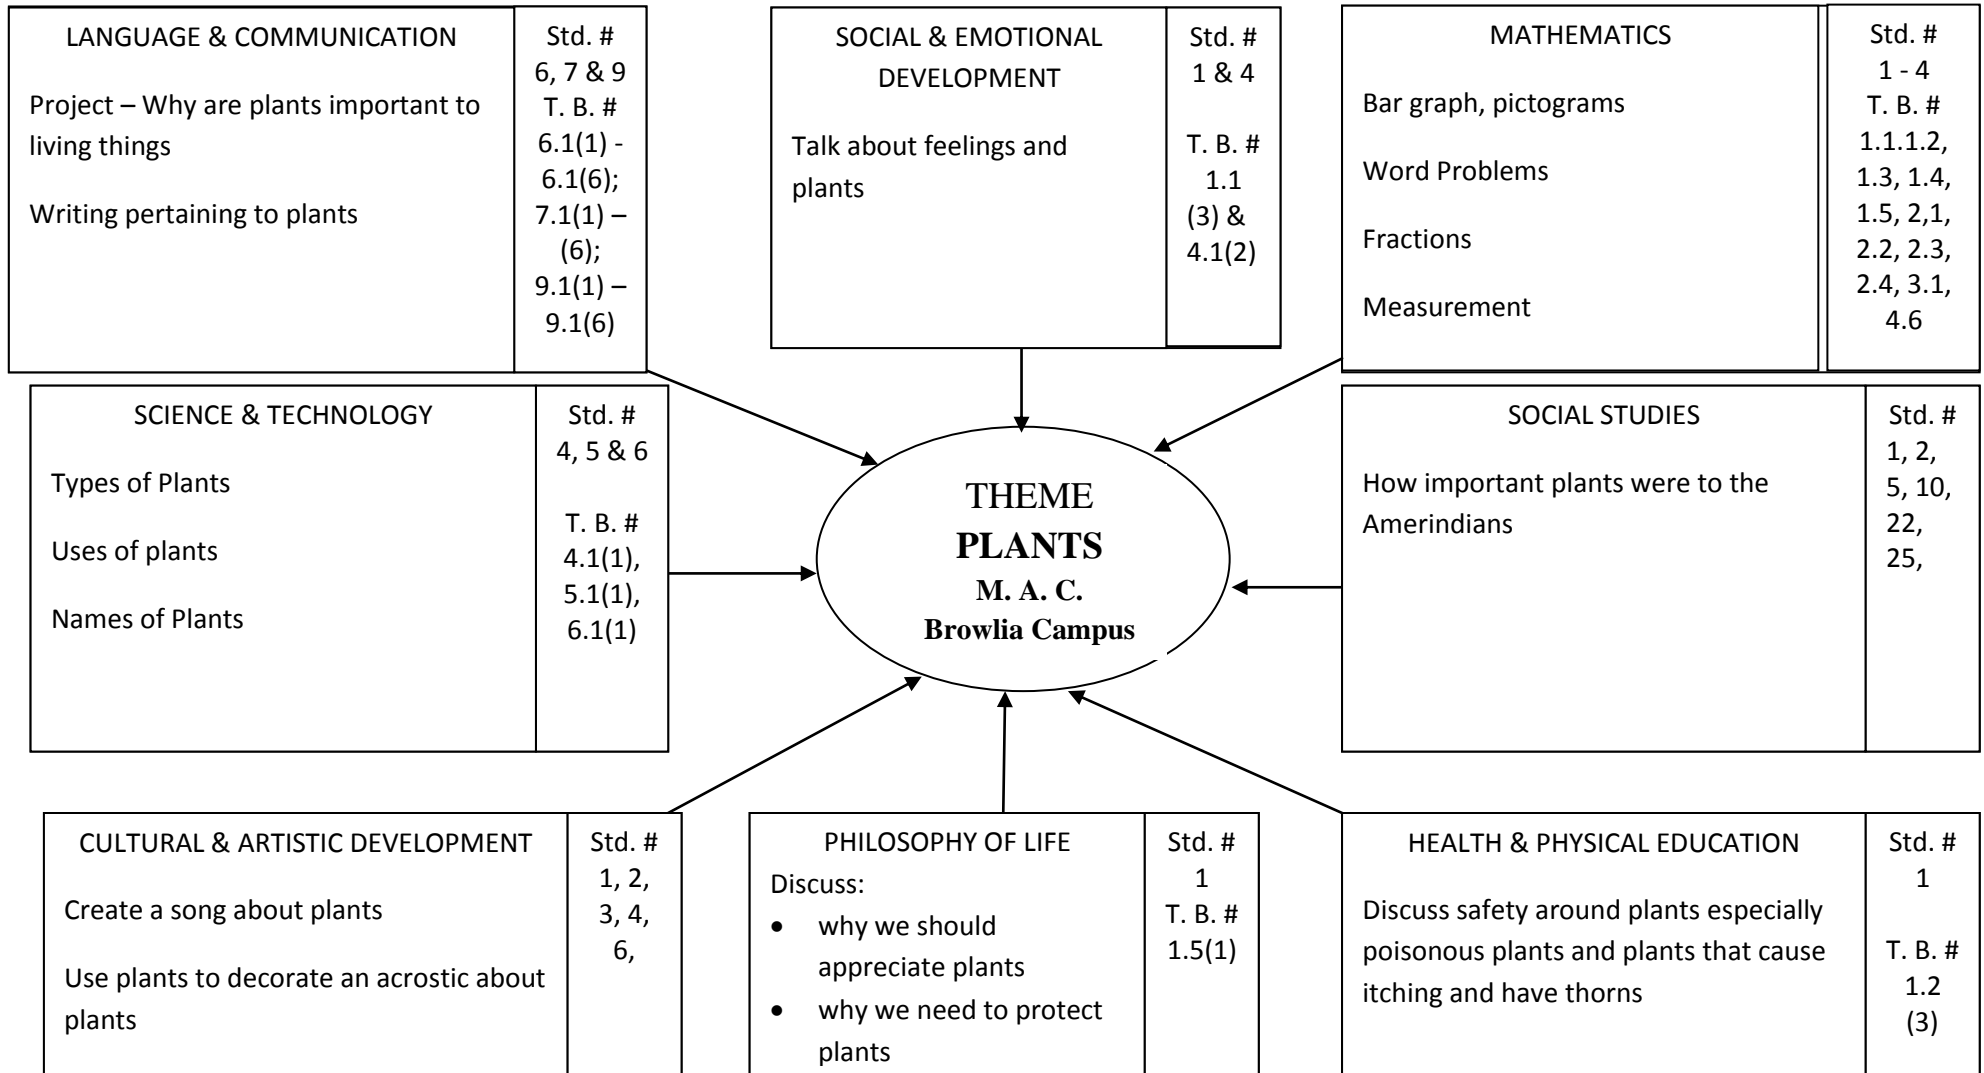 LANGUAGE & COMMUNICATION
Project – Why are plants important to
living things
Writing pertaining to plants
Std. #
6, 7 & 9
T. B. #
6.1(1) -
6.1(6);
7.1(1) –
(6);
9.1(1) –
9.1(6)
SOCIAL & EMOTIONAL
DEVELOPMENT
Talk about feelings and
plants
Std. #
1 & 4
T. B. #
1.1
(3) &
4.1(2)
MATHEMATICS
Bar graph, pictograms
Word Problems
Fractions
Measurement
Std. #
1 - 4
T. B. #
1.1.1.2,
1.3, 1.4,
1.5, 2,1,
2.2, 2.3,
2.4, 3.1,
4.6
SCIENCE & TECHNOLOGY
Types of Plants
Uses of plants
Names of Plants
Std. #
4, 5 & 6
T. B. #
4.1(1),
5.1(1),
6.1(1)
THEME
PLANTS
M. A. C.
Browlia Campus
SOCIAL STUDIES
How important plants were to the
Amerindians
Std. #
1, 2,
5, 10,
22,
25,
CULTURAL & ARTISTIC DEVELOPMENT
Create a song about plants
Use plants to decorate an acrostic about
plants
Std. #
1, 2,
3, 4,
6,
PHILOSOPHY OF LIFE
Discuss:
• why we should
appreciate plants
• why we need to protect
plants
Std. #
1
T. B. #
1.5(1)
HEALTH & PHYSICAL EDUCATION
Discuss safety around plants especially
poisonous plants and plants that cause
itching and have thorns
Std. #
1
T. B. #
1.2
(3)